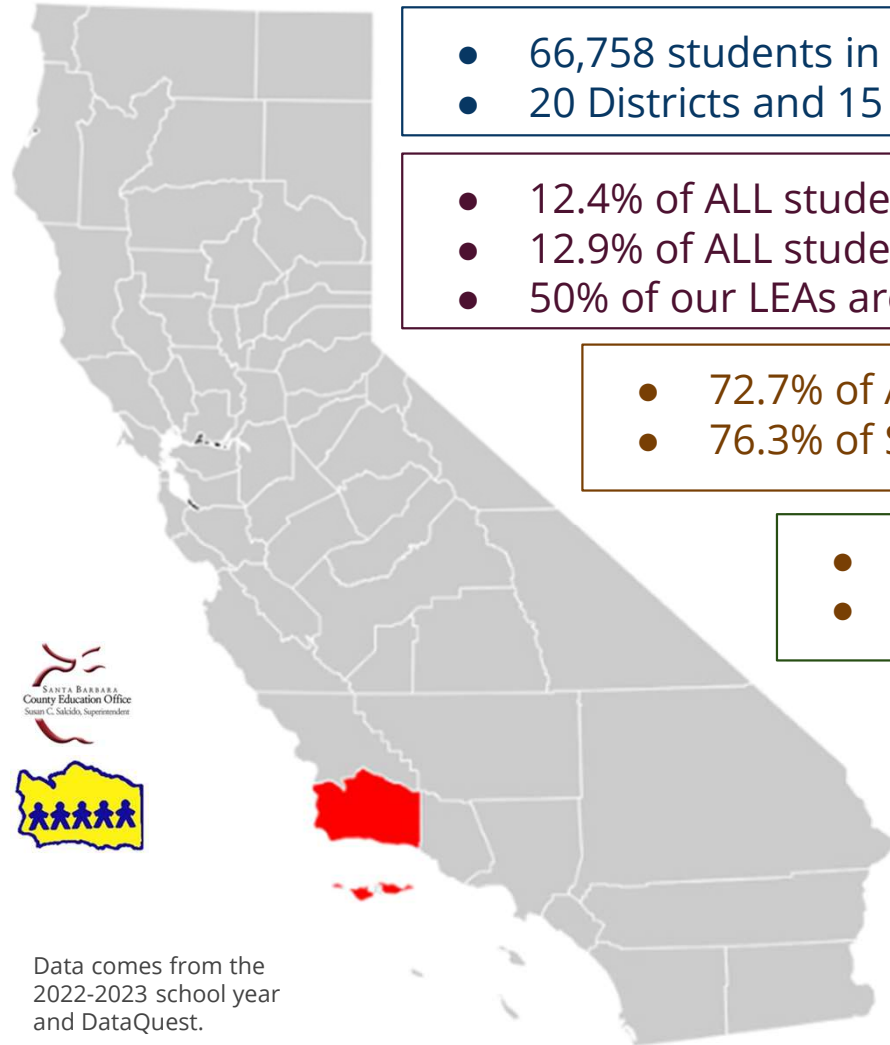 ● 66,758 students in
● 20 Districts and 15
● 12.4% of ALL stude
● 12.9% of ALL stude
● 50% of our LEAs are
● 72.7% of A
● 76.3% of S
●
●
SANTA BARBARA
County Education Office
Susan C. Salcido, Superintendent
Data comes from the
2022-2023 school year
and DataQuest.